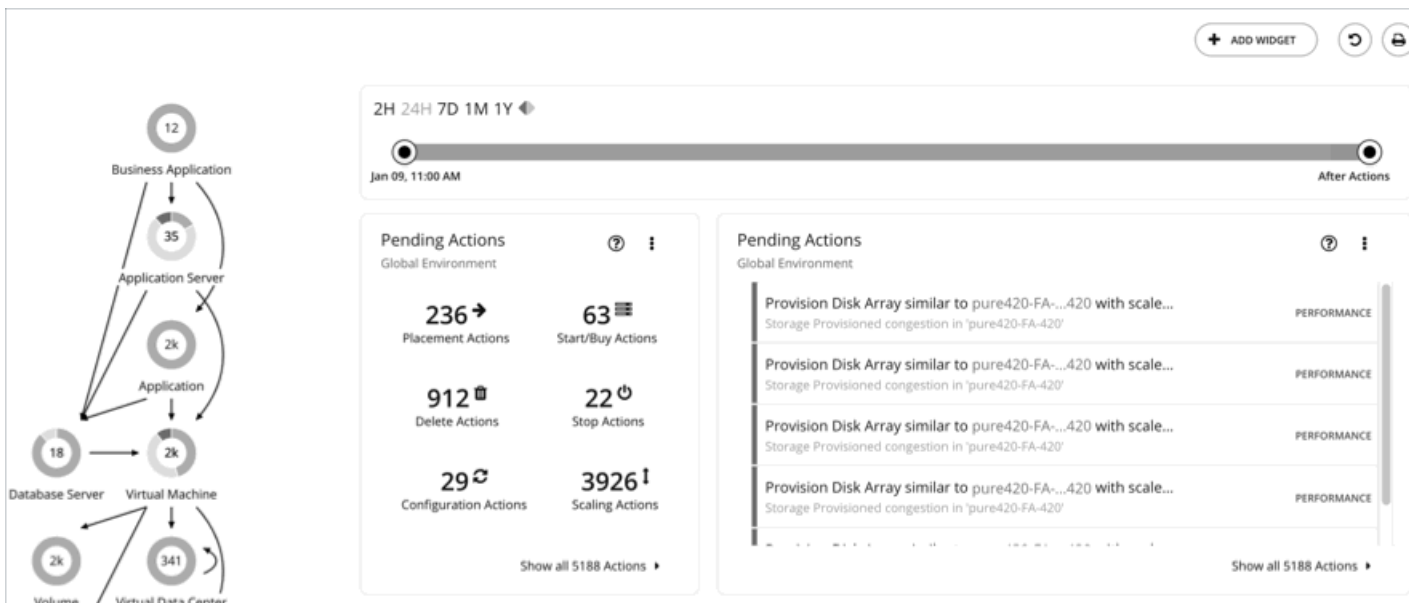 ADD WIDGET
2H 24H 7D 1M 1Y
Jan 09, 11:00 AM
After Actions
12
Business Application
35
Application Server
2k
Application
18
Database Server
2k
Virtual Machine
2k
Volume
341
Virtual Data Center
Pending Actions
Global Environment
236
Placement Actions
63
Start/Buy Actions
912
Delete Actions
22
Stop Actions
29
Configuration Actions
3926
Scaling Actions
Show all 5188 Actions
Pending Actions
Global Environment
Provision Disk Array similar to pure420-FA-...420 with scale...
Storage Provisioned congestion in 'pure420-FA-420'
PERFORMANCE
Provision Disk Array similar to pure420-FA-...420 with scale...
Storage Provisioned congestion in 'pure420-FA-420'
PERFORMANCE
Provision Disk Array similar to pure420-FA-...420 with scale...
Storage Provisioned congestion in 'pure420-FA-420'
PERFORMANCE
Provision Disk Array similar to pure420-FA-...420 with scale...
Storage Provisioned congestion in 'pure420-FA-420'
PERFORMANCE
Show all 5188 Actions